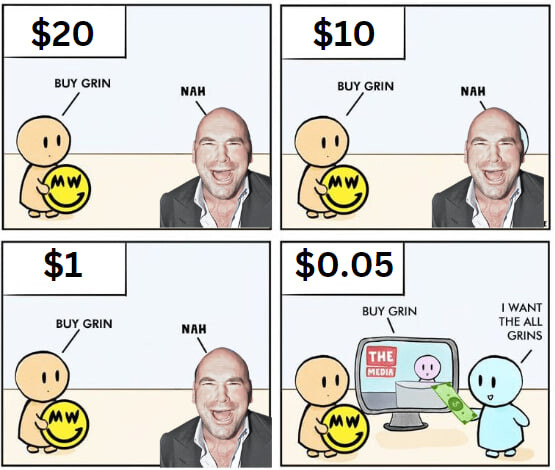 $20
BUY GRIN
NAH
MW
$10
BUY GRIN
NAH
MW
$1
BUY GRIN
NAH
MW
$0.05
BUY GRIN
I WANT
THE ALL
GRINS
THE
MEDIA
MW